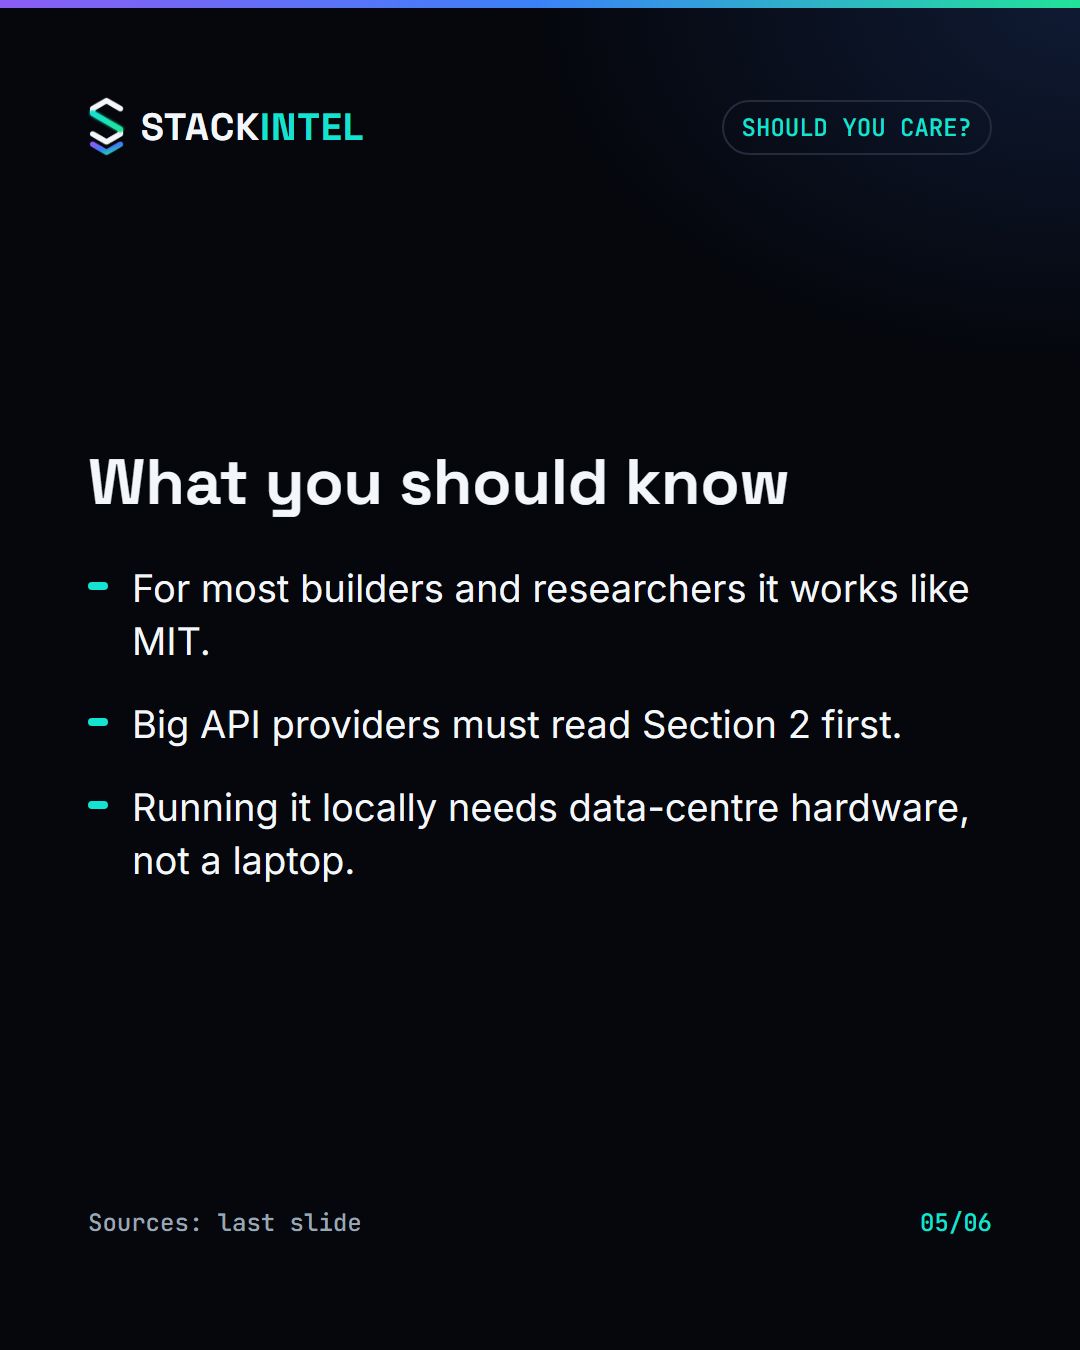 STACKINTEL
SHOULD YOU CARE?
What you should know
For most builders and researchers it works like
MIT.
Big API providers must read Section 2 first.
Running it locally needs data-centre hardware,
not a laptop.
Sources: last slide
05/06